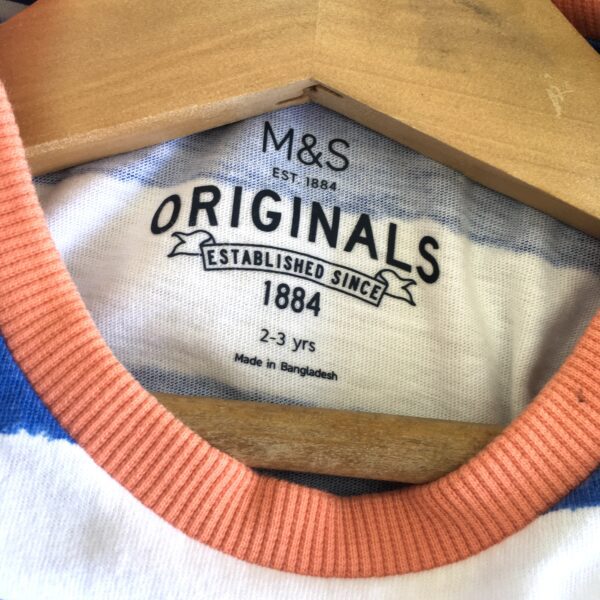 M&S
EST. 1884
ORIGINALS
ESTABLISHED SINCE
1884
2-3 yrs
Made in Bangladesh